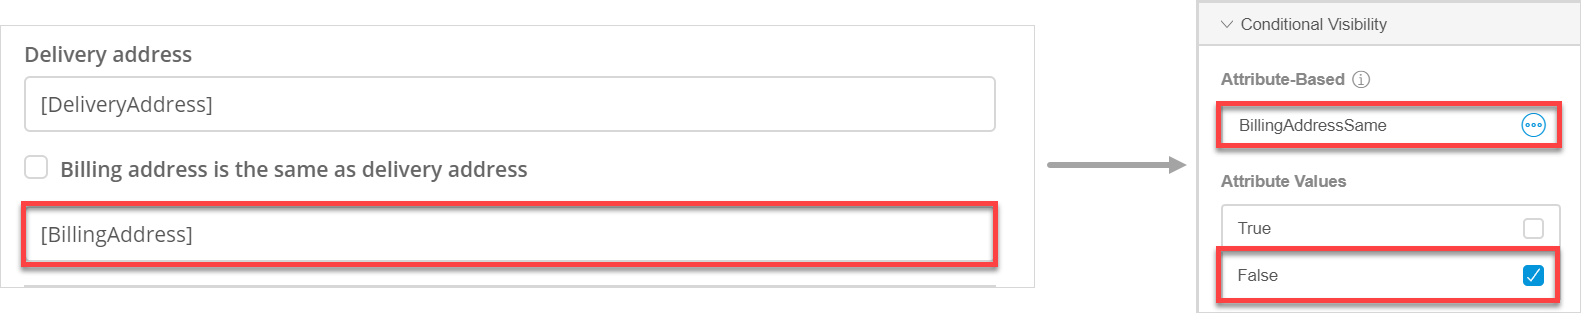 Delivery address
[DeliveryAddress]
Billing address is the same as delivery address
[BillingAddress]
Conditional Visibility
Attribute-Based
BillingAddressSame
Attribute Values
True
False